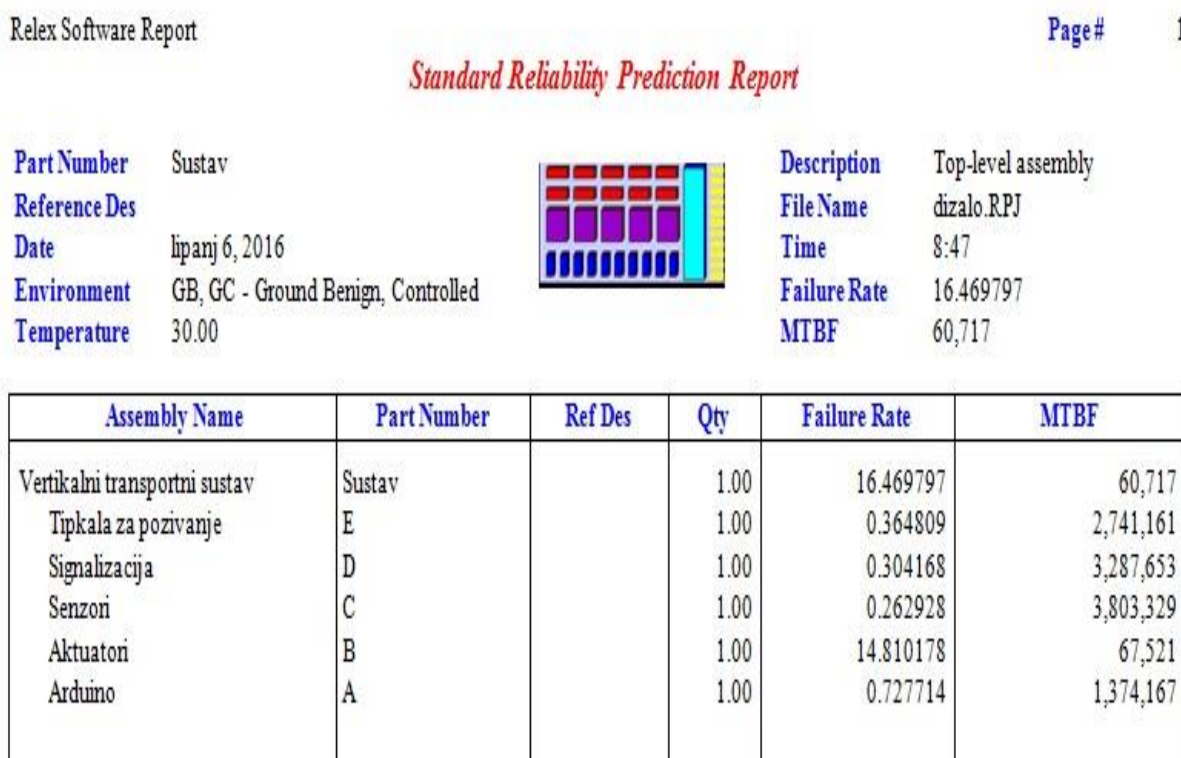 Relex Software Report Page # 1
Standard Reliability Prediction Report
Part Number Sustav Description Top-level assembly
Reference Des File Name dizalo.RPJ
Date lipanj 6, 2016 Time 8:47
Environment GB, GC - Ground Benign, Controlled Failure Rate 16.469797
Temperature 30.00 MTBF 60,717
Assembly Name Part Number Ref Des Qty Failure Rate MTBF
Vertikalni transportni sustav Sustav 1.00 16.469797 60,717
Tipkala za pozivanje E 1.00 0.364809 2,741,161
Signalizacija D 1.00 0.304168 3,287,653
Senzori C 1.00 0.262928 3,803,329
Aktuatori B 1.00 14.810178 67,521
Arduino A 1.00 0.727714 1,374,167